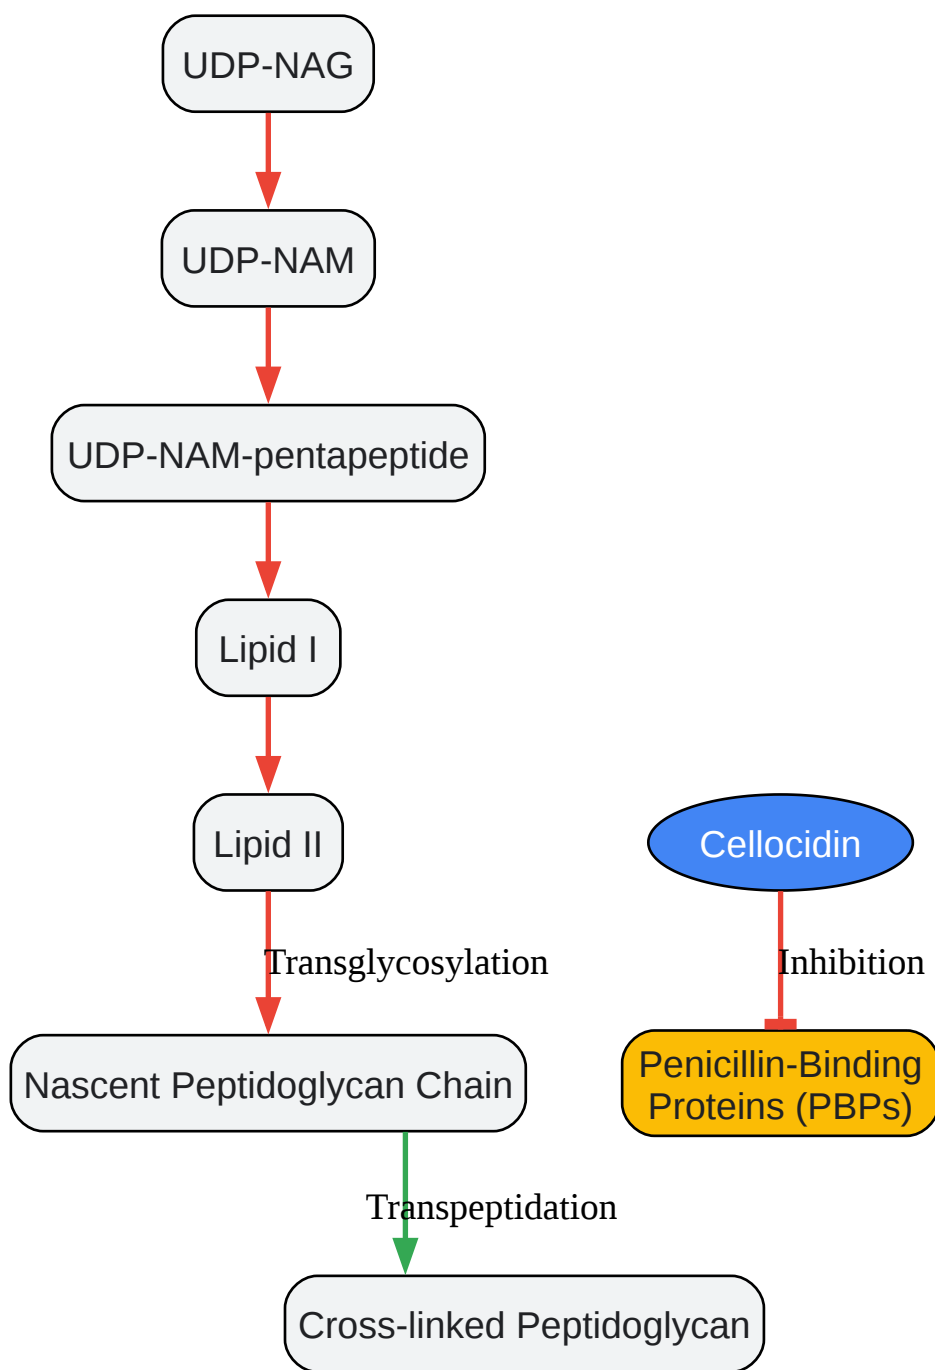 UDP-NAG
UDP-NAM
UDP-NAM-pentapeptide
Lipid I
Lipid II
Cellocidin
Transglycosylation
Inhibition
Nascent Peptidoglycan Chain
Penicillin-Binding
Proteins (PBPs)
Transpeptidation
Cross-linked Peptidoglycan